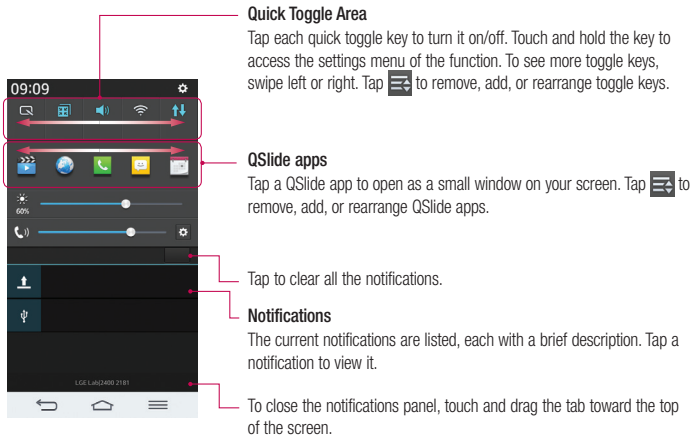 Quick Toggle Area
Tap each quick toggle key to turn it on/off. Touch and hold the key to
access the settings menu of the function. To see more toggle keys,
swipe left or right. Tap to remove, add, or rearrange toggle keys.
09:09
QSlide apps
Tap a QSlide app to open as a small window on your screen. Tap to
remove, add, or rearrange QSlide apps.
60%
Tap to clear all the notifications.
Notifications
The current notifications are listed, each with a brief description. Tap a
notification to view it.
LGE Lab|2400 2181
To close the notifications panel, touch and drag the tab toward the top
of the screen.